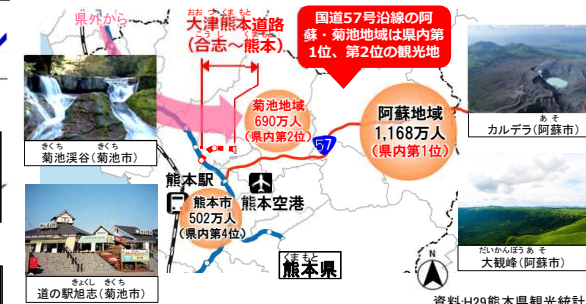 県外から
おおづくまもと
大津熊本道路
こうし くまもと
(合志～熊本)
国道57号沿線の阿
蘇・菊池地域は県内第
1位、第2位の観光地
菊池地域
690万人
(県内第2位)
阿蘇地域
1,168万人
(県内第1位)
57
きくち きくち
菊池渓谷(菊池市)
あそ
カルデラ(阿蘇市)
熊本駅
熊本市
502万人
(県内第4位)
熊本空港
きょくし きくち
道の駅旭志(菊池市)
くまもと
熊本県
N
だいかんぼう あそ
大観峰(阿蘇市)
資料:H29熊本県観光統計